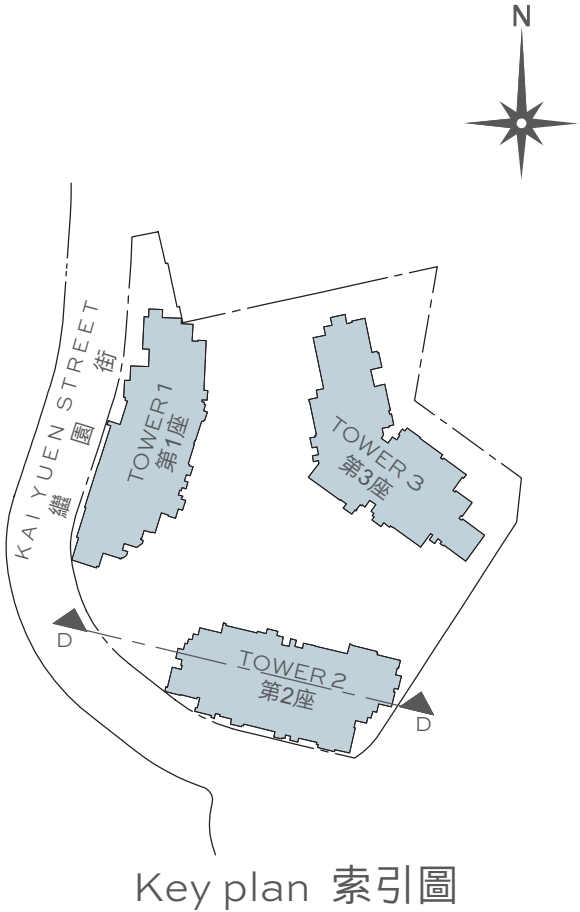 N
KAI YUEN STREET
繼園街
TOWER 1
第1座
TOWER 3
第3座
D
TOWER 2
第2座
D
Key plan 索引圖